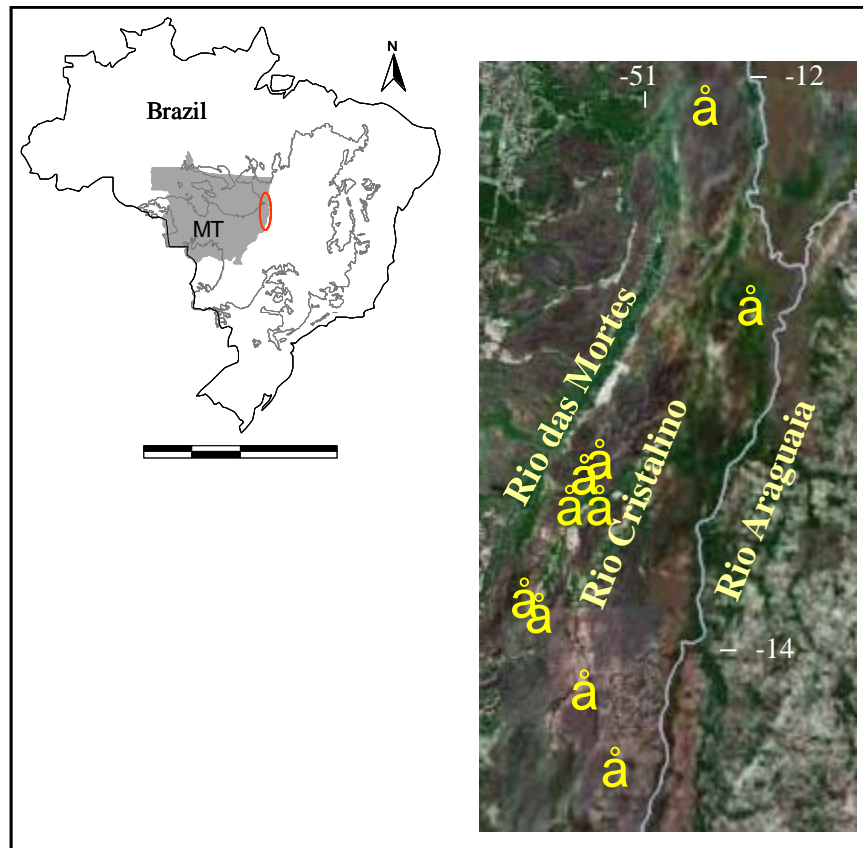 N
Brazil
MT
-51
-12
å
å
Rio das Mortes
Rio Cristalino
Rio Araguaia
å
å
å
å
å
å
-14
å
å